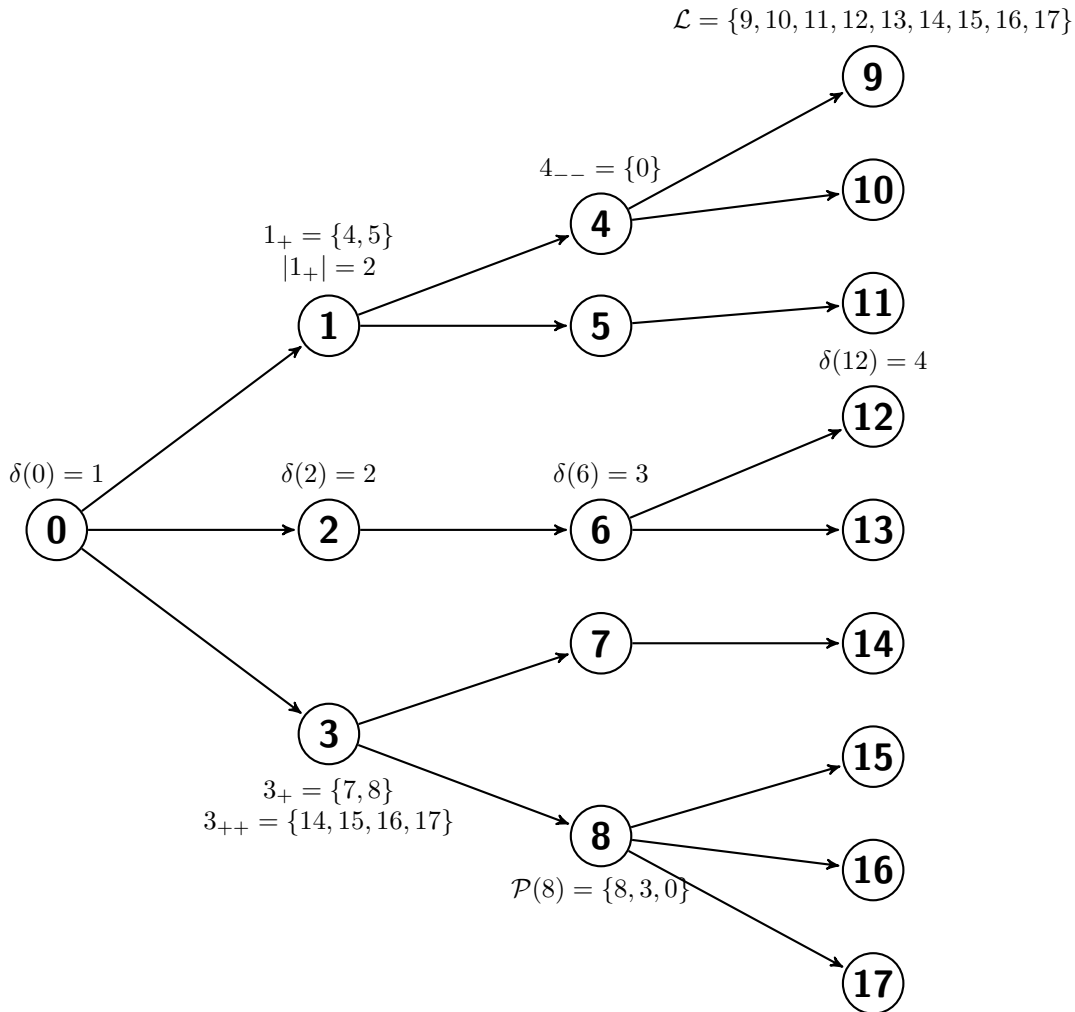 ℒ = {9, 10, 11, 12, 13, 14, 15, 16, 17}
9
4₋₋ = {0}
10
4
1₊ = {4, 5}
|1₊| = 2
11
1
5
δ(12) = 4
12
δ(0) = 1
δ(2) = 2
δ(6) = 3
0
2
6
13
7
14
3
15
3₊ = {7, 8}
3₊₊ = {14, 15, 16, 17}
8
16
𝒫(8) = {8, 3, 0}
17